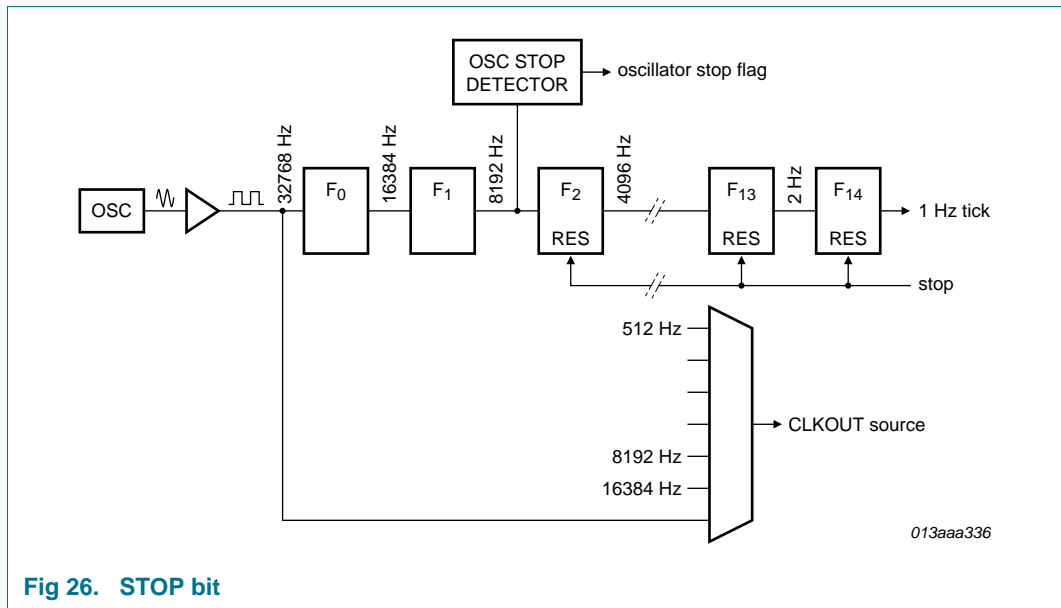 OSC STOP
DETECTOR
oscillator stop flag
32768 Hz
16384 Hz
8192 Hz
4096 Hz
2 Hz
OSC
F0
F1
F2
RES
F13
RES
F14
RES
1 Hz tick
stop
512 Hz
CLKOUT source
8192 Hz
16384 Hz
013aaa336
Fig 26. STOP bit